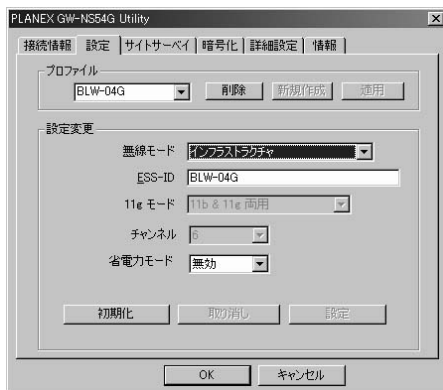 PLANEX GW-NS54G Utility
接続情報 設定 サイトサーベイ 暗号化 詳細設定 情報
プロファイル
BLW-04G 削除 新規作成 適用
設定変更
無線モード インフラストラクチャ
ESS-ID BLW-04G
11g モード 11b & 11g 両用
チャンネル 6
省電力モード 無効
初期化 取り消し 設定
OK キャンセル